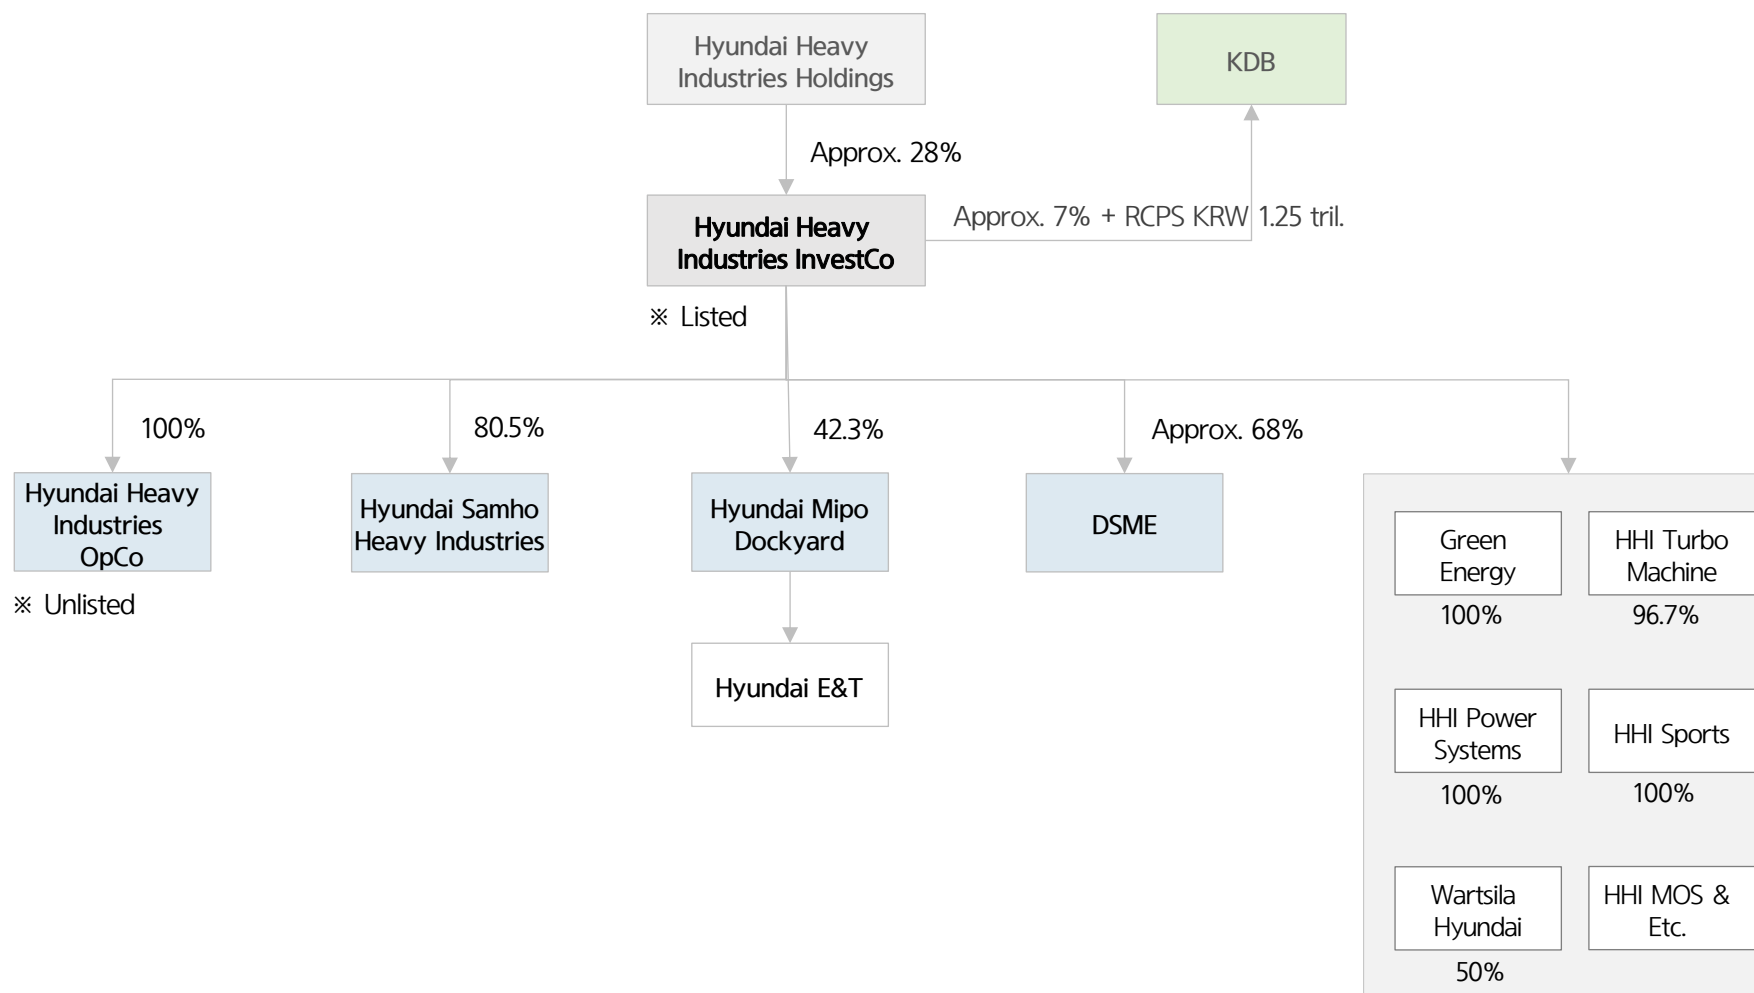 Hyundai Heavy
Industries Holdings
KDB
Approx. 28%
Hyundai Heavy
Industries InvestCo
Approx. 7% + RCPS KRW 1.25 tril.
※ Listed
100%
80.5%
42.3%
Approx. 68%
Hyundai Heavy
Industries
OpCo
※ Unlisted
Hyundai Samho
Heavy Industries
Hyundai Mipo
Dockyard
DSME
Hyundai E&T
Green
Energy
100%
HHI Turbo
Machine
96.7%
HHI Power
Systems
100%
HHI Sports
100%
Wartsila
Hyundai
50%
HHI MOS &
Etc.